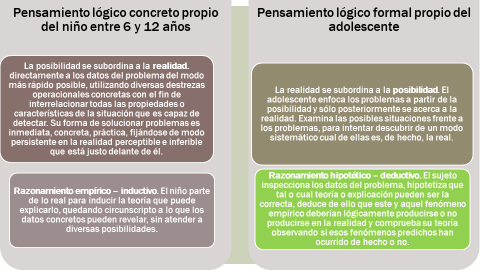 Pensamiento lógico concreto propio
del niño entre 6 y 12 años
La posibilidad se subordina a la realidad.
directamente a los datos del problema del modo
más rápido posible, utilizando diversas destrezas
operacionales concretas con el fin de
interrelacionar todas las propiedades o
características de la situación que es capaz de
detectar. Su forma de solucionar problemas es
inmediata, concreta, práctica, fijándose de modo
persistente en la realidad perceptible e inferible
que está justo delante de él.
Razonamiento empírico – inductivo. El niño parte
de lo real para inducir la teoría que puede
explicarlo, quedando circunscripto a lo que los
datos concretos pueden revelar, sin atender a
diversas posibilidades.
Pensamiento lógico formal propio del
adolescente
La realidad se subordina a la posibilidad. El
adolescente enfoca los problemas a partir de la
posibilidad y sólo posteriormente se acerca a la
realidad. Examina las posibles situaciones frente a
los problemas, para intentar descubrir de un modo
sistemático cual de ellas es, de hecho, la real.
Razonamiento hipotético – deductivo. El sujeto
inspecciona los datos del problema, hipotetiza que
tal o cual teoría o explicación pueden ser la
correcta, deduce de ello que este y aquel fenómeno
empírico deberían lógicamente producirse o no
producirse en la realidad y comprueba su teoría
observando si esos fenómenos predichos han
ocurrido de hecho o no.